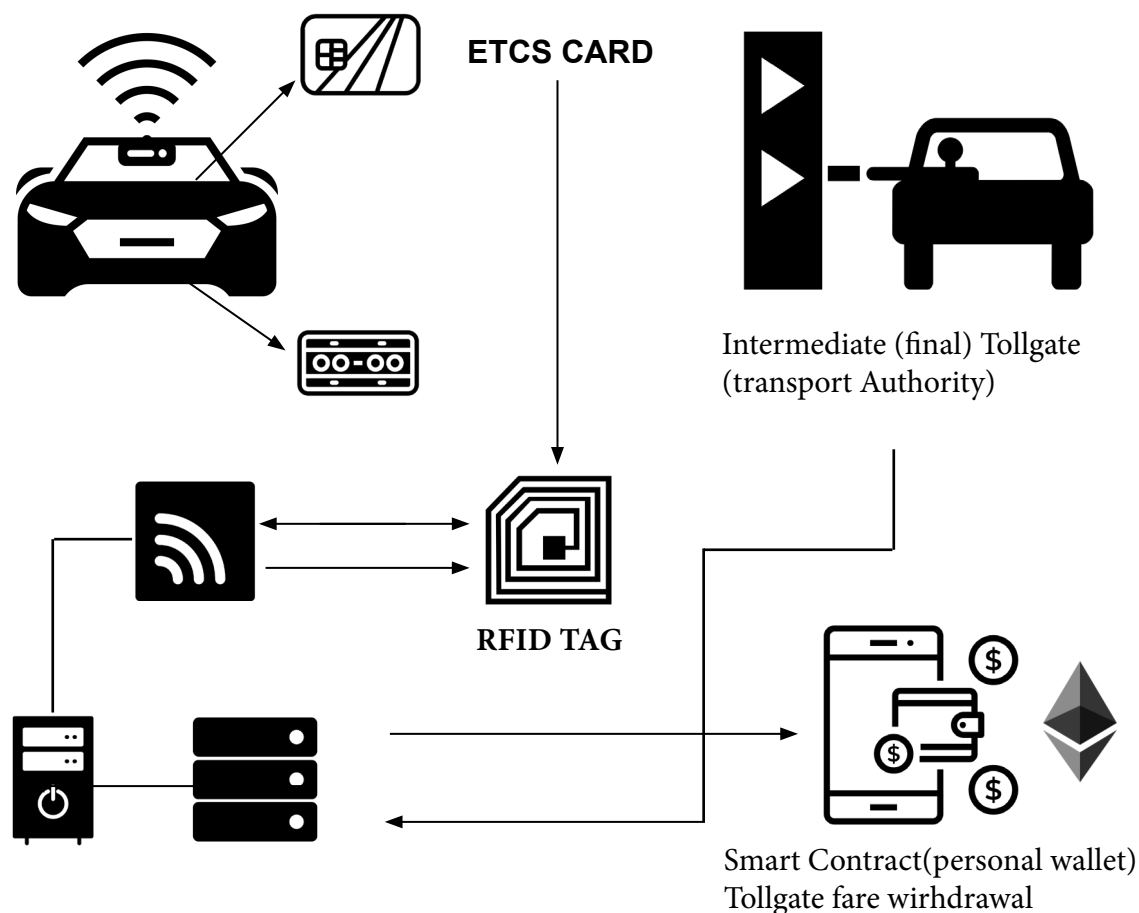 ETCS CARD
Intermediate (final) Tollgate
(transport Authority)
RFID TAG
$
$
$
Smart Contract(personal wallet)
Tollgate fare wirhdrawal